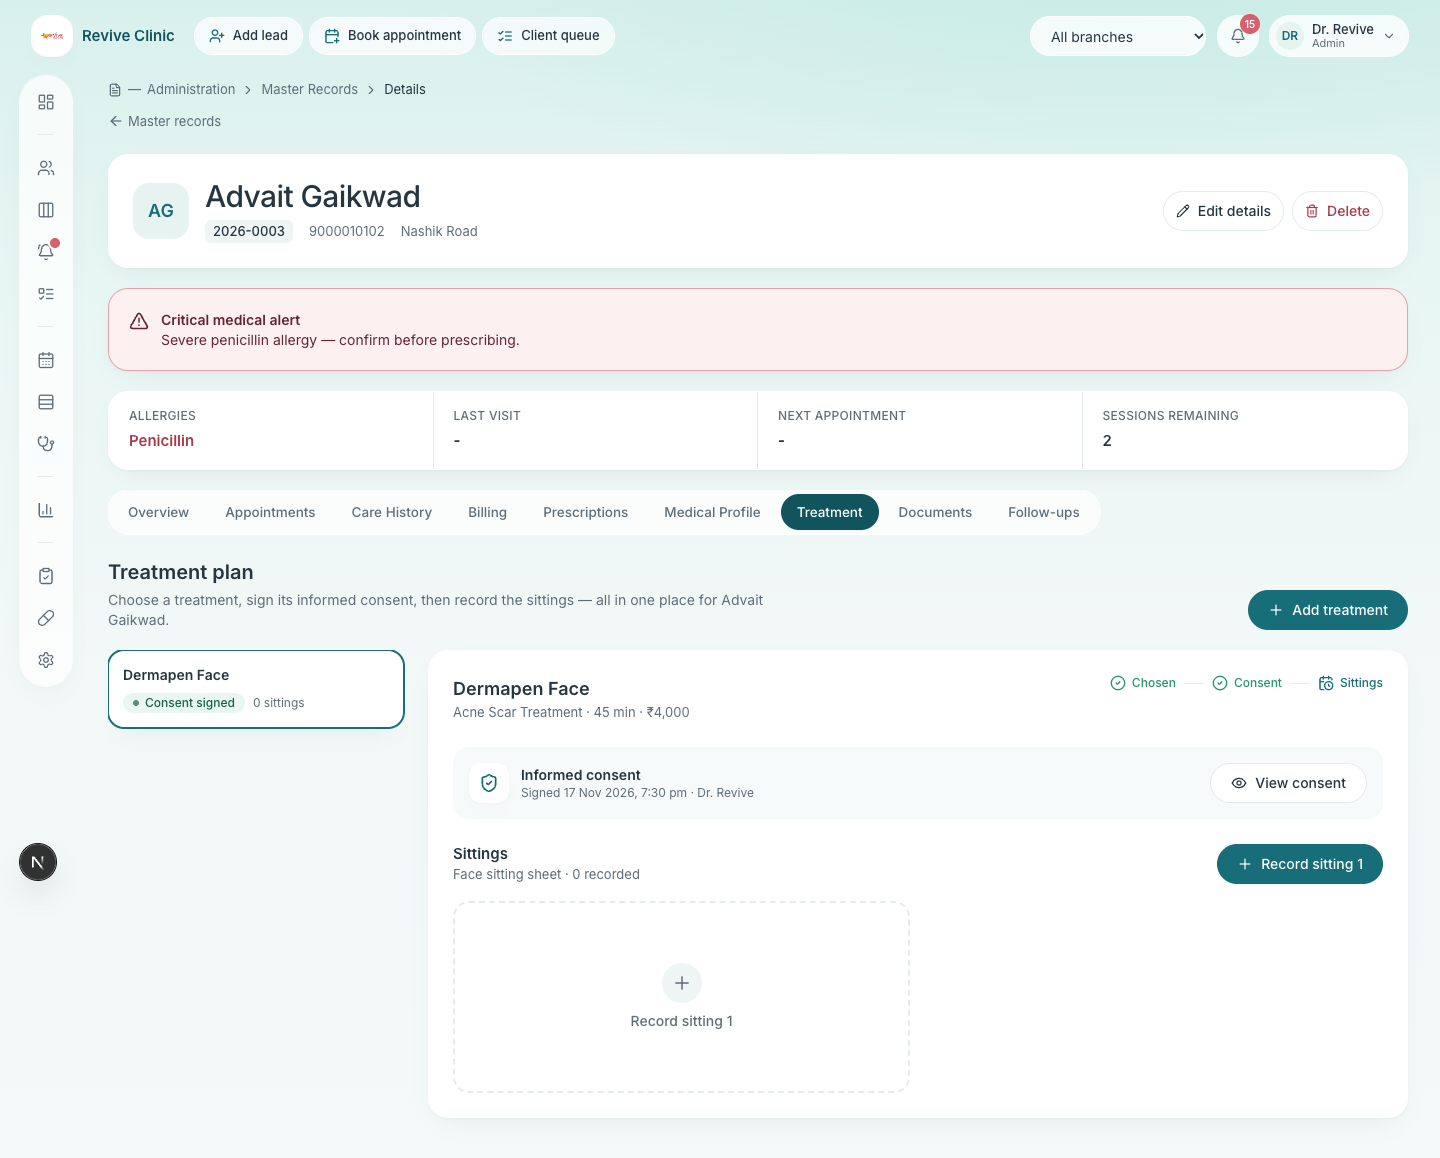 Revive Clinic
Add lead
Book appointment
Client queue
All branches
15
DR
Dr. Revive
Admin
— Administration > Master Records > Details
Master records
AG
Advait Gaikwad
2026-0003 9000010102 Nashik Road
Edit details
Delete
Critical medical alert
Severe penicillin allergy — confirm before prescribing.
ALLERGIES
Penicillin
LAST VISIT
-
NEXT APPOINTMENT
-
SESSIONS REMAINING
2
Overview Appointments Care History Billing Prescriptions Medical Profile Treatment Documents Follow-ups
Treatment plan
Choose a treatment, sign its informed consent, then record the sittings — all in one place for Advait
Gaikwad.
Add treatment
Dermapen Face
Consent signed 0 sittings
Dermapen Face
Acne Scar Treatment · 45 min · ₹4,000
Chosen Consent Sittings
Informed consent
Signed 17 Nov 2026, 7:30 pm · Dr. Revive
View consent
Sittings
Face sitting sheet · 0 recorded
Record sitting 1
Record sitting 1
N